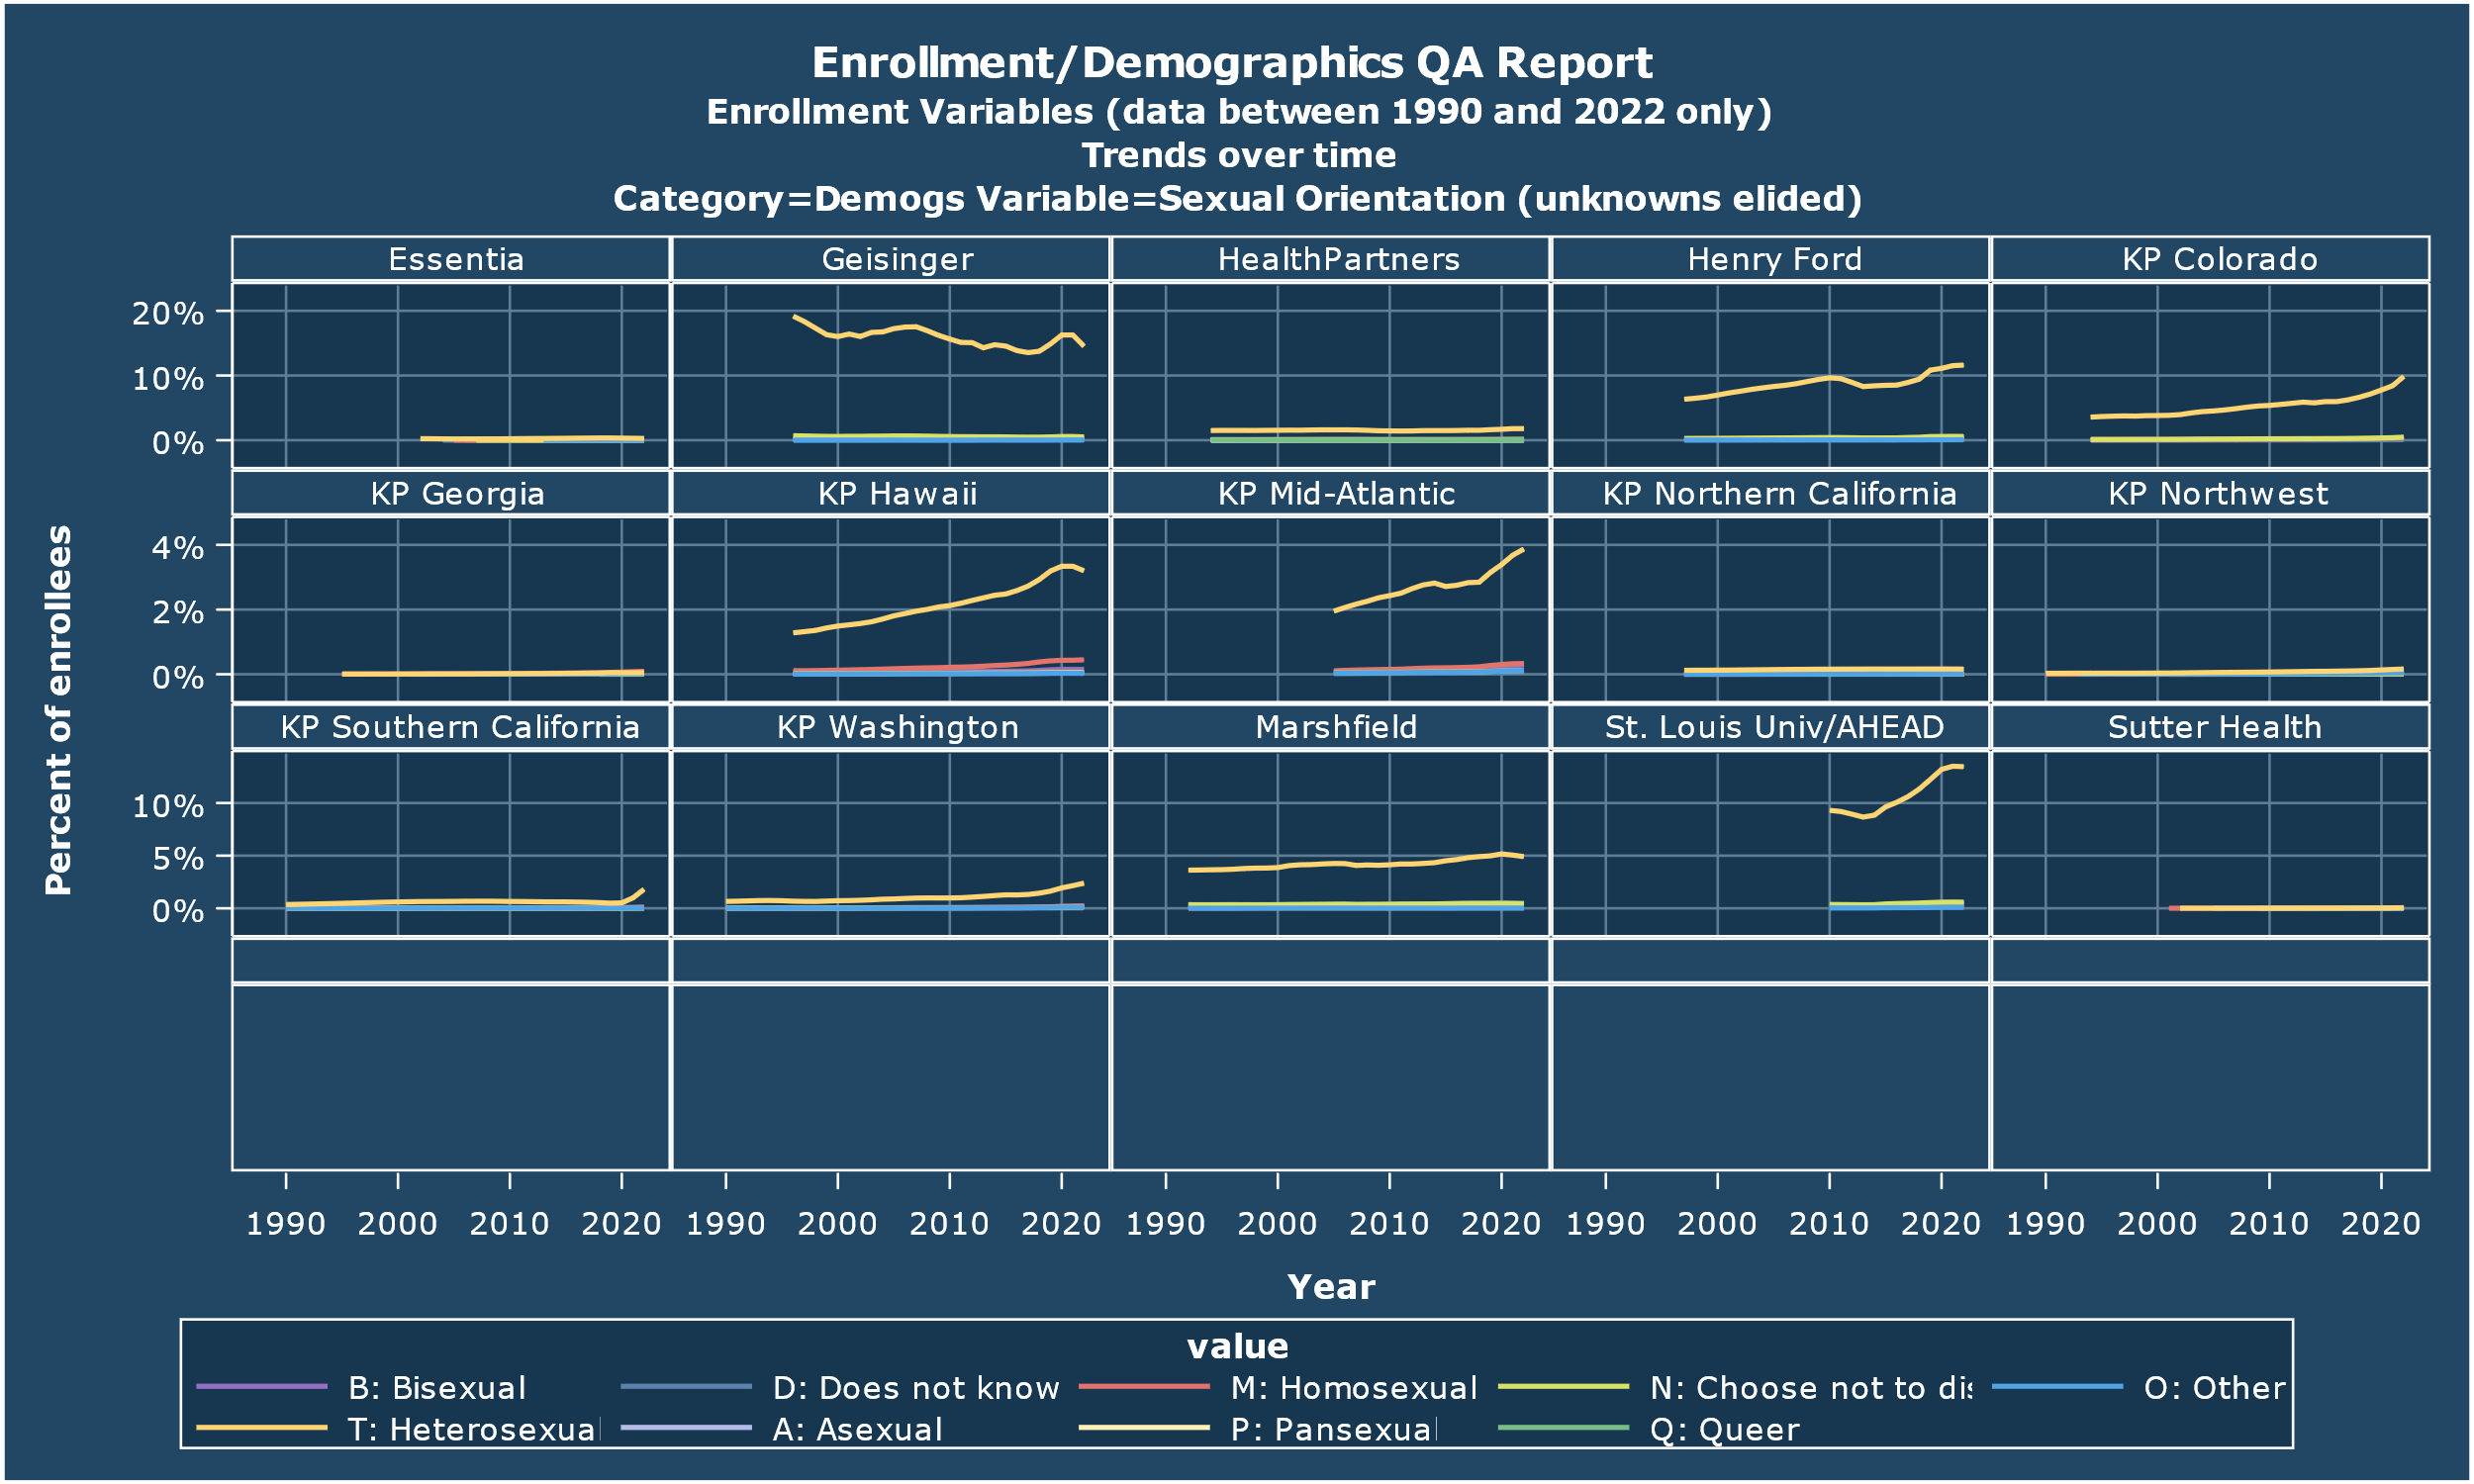 Enrollment/Demographics QA Report
Enrollment Variables (data between 1990 and 2022 only)
Trends over time
Category=Demogs Variable=Sexual Orientation (unknowns elided)
Essentia Geisinger HealthPartners Henry Ford KP Colorado
20%
10%
0%
KP Georgia KP Hawaii KP Mid-Atlantic KP Northern California KP Northwest
4%
2%
0%
KP Southern California KP Washington Marshfield St. Louis Univ/AHEAD Sutter Health
10%
5%
0%
Percent of enrollees
1990 2000 2010 2020 1990 2000 2010 2020 1990 2000 2010 2020 1990 2000 2010 2020 1990 2000 2010 2020
Year
value
B: Bisexual D: Does not know M: Homosexual N: Choose not to dis O: Other
T: Heterosexual A: Asexual P: Pansexual Q: Queer